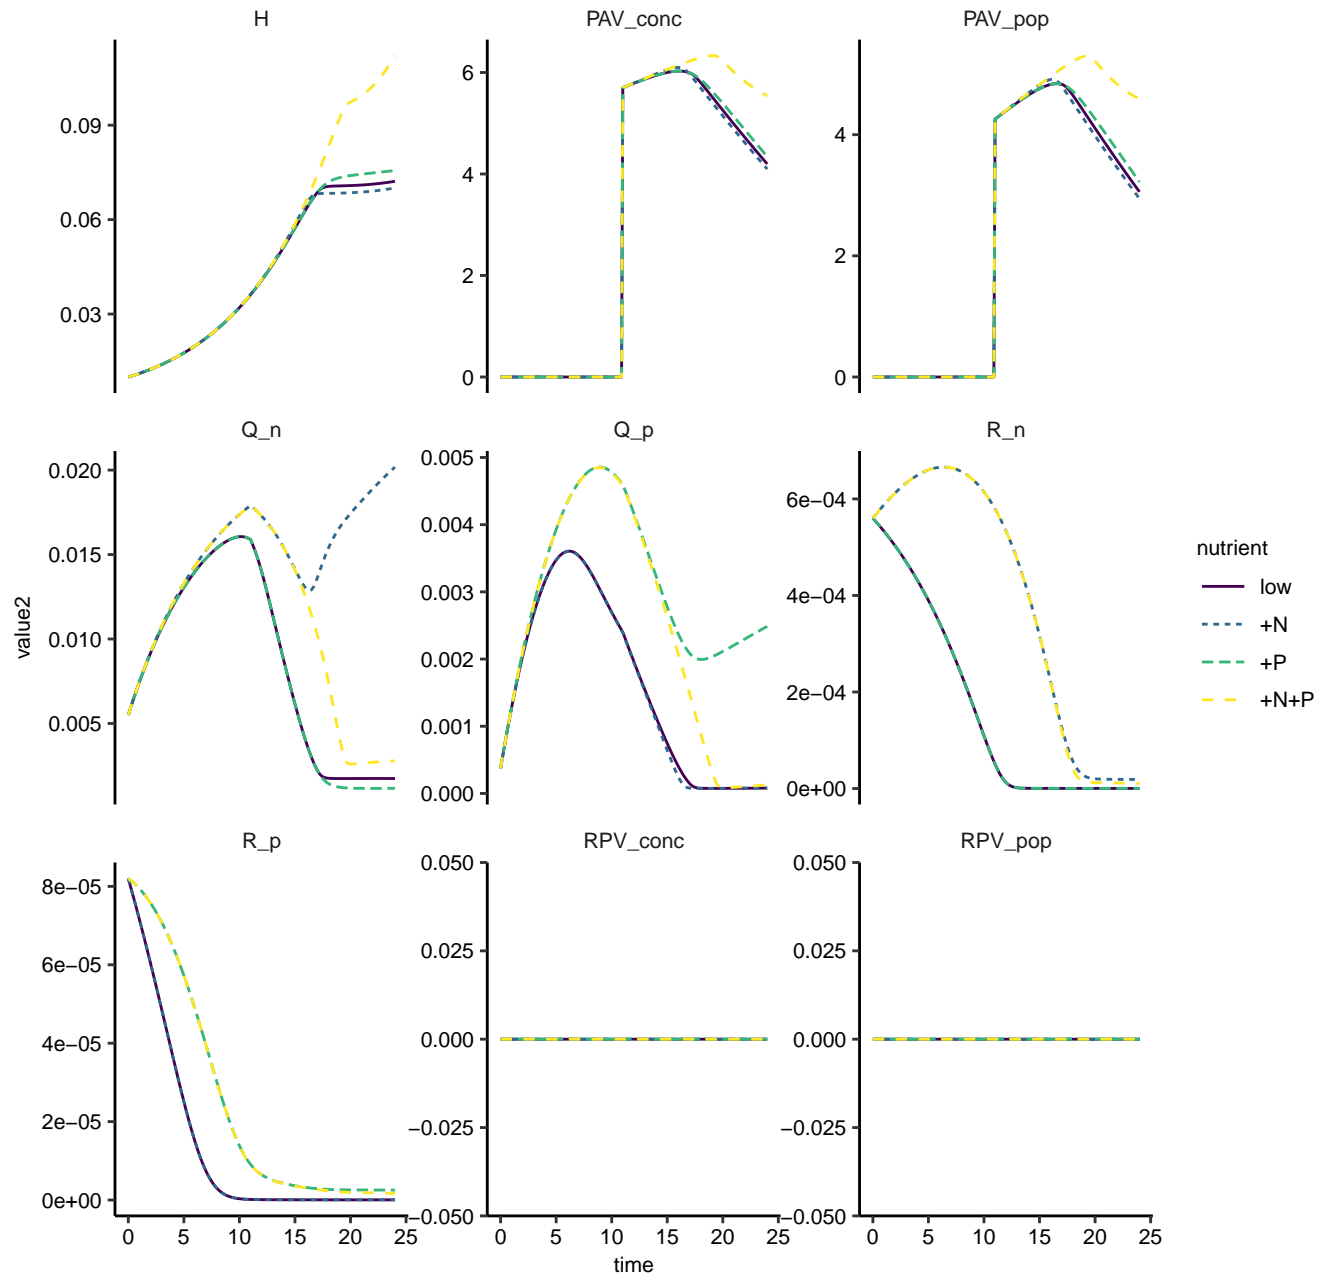 H
PAV_conc
PAV_pop
0.09
0.06
0.03
6
4
2
0
4
2
0
Q_n
Q_p
R_n
0.020
0.015
0.010
0.005
0.005
0.004
0.003
0.002
0.001
0.000
6e−04
4e−04
2e−04
0e+00
value2
nutrient
low
+N
+P
+N+P
R_p
RPV_conc
RPV_pop
8e−05
6e−05
4e−05
2e−05
0e+00
0.050
0.025
0.000
−0.025
−0.050
0.050
0.025
0.000
−0.025
−0.050
0 5 10 15 20 25
0 5 10 15 20 25
0 5 10 15 20 25
time